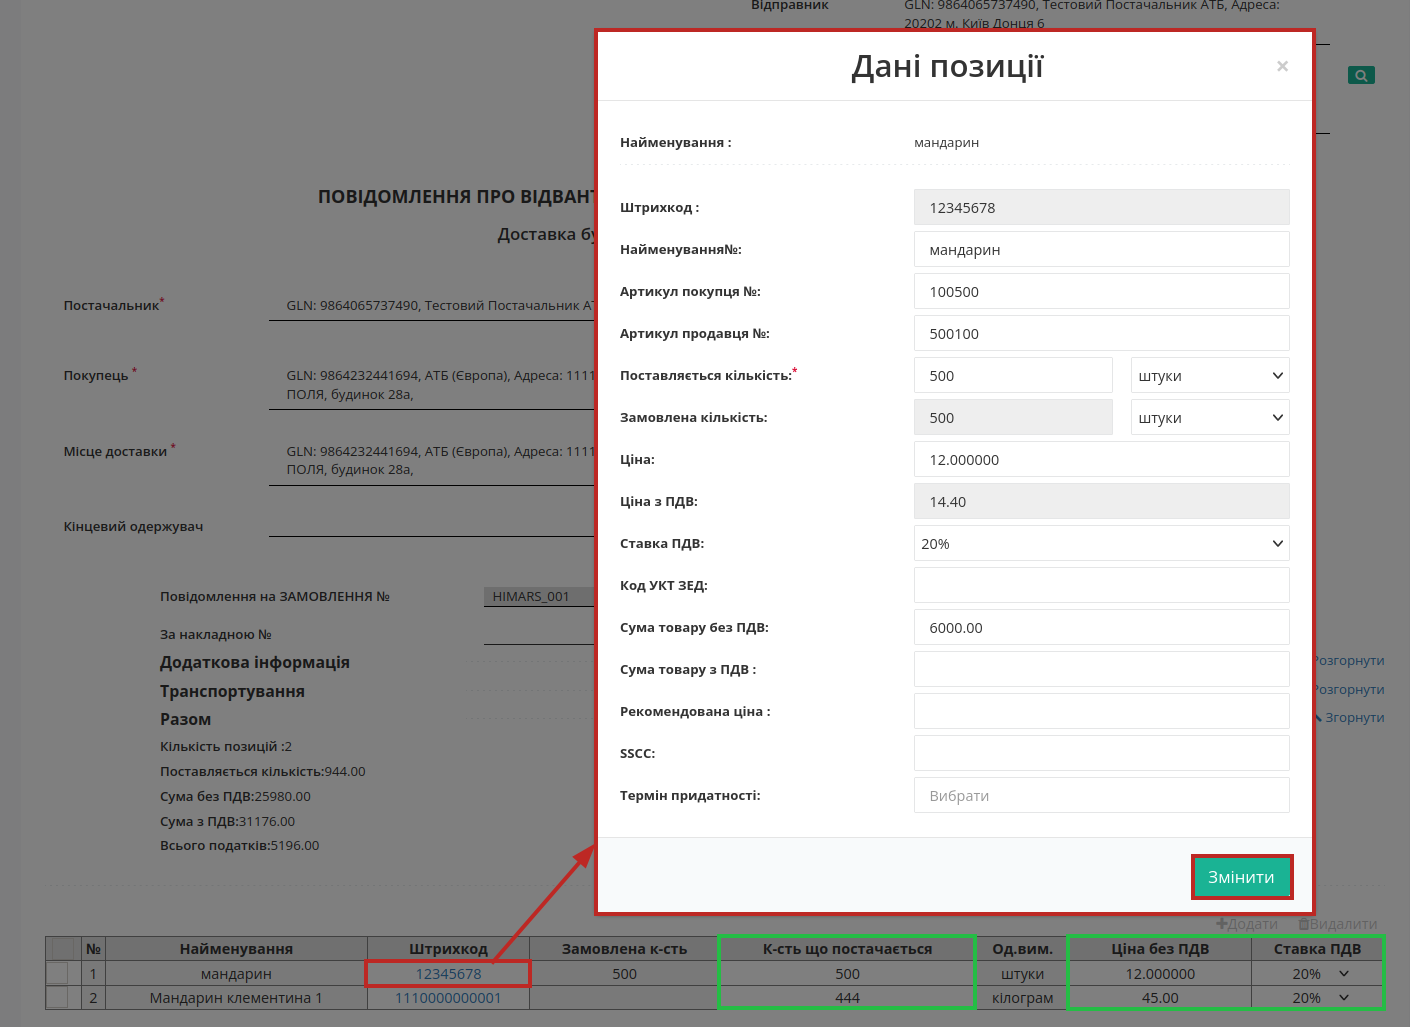 Відправник GLN: 9864065737490, Тестовий Постачальник АТБ, Адреса:
20202 м. Київ Донця 6
Дані позиції
×
Найменування : мандарин
ПОВІДОМЛЕННЯ ПРО ВІДВАНТ
Доставка бу
Штрихкод : 12345678
Найменування№: мандарин
Артикул покупця №: 100500
Артикул продавця №: 500100
Поставляється кількість:* 500 штуки
Замовлена кількість: 500 штуки
Ціна: 12.000000
Ціна з ПДВ: 14.40
Ставка ПДВ: 20%
Код УКТ ЗЕД:
Сума товару без ПДВ: 6000.00
Сума товару з ПДВ :
Рекомендована ціна :
SSCC:
Термін придатності: Вибрати
Змінити
Постачальник* GLN: 9864065737490, Тестовий Постачальник АТ
Покупець * GLN: 9864232441694, АТБ (Європа), Адреса: 1111
ПОЛЯ, будинок 28а,
Місце доставки * GLN: 9864232441694, АТБ (Європа), Адреса: 1111
ПОЛЯ, будинок 28а,
Кінцевий одержувач
Повідомлення на ЗАМОВЛЕННЯ № HIMARS_001
За накладною №
Додаткова інформація Розгорнути
Транспортування Розгорнути
Разом Згорнути
Кількість позицій :2
Поставляється кількість:944.00
Сума без ПДВ:25980.00
Сума з ПДВ:31176.00
Всього податків:5196.00
Додати Видалити
№ Найменування Штрихкод Замовлена к-сть К-сть що постачається Од.вим. Ціна без ПДВ Ставка ПДВ
1 мандарин 12345678 500 500 штуки 12.000000 20%
2 Мандарин клементина 1 1110000000001 444 кілограм 45.00 20%